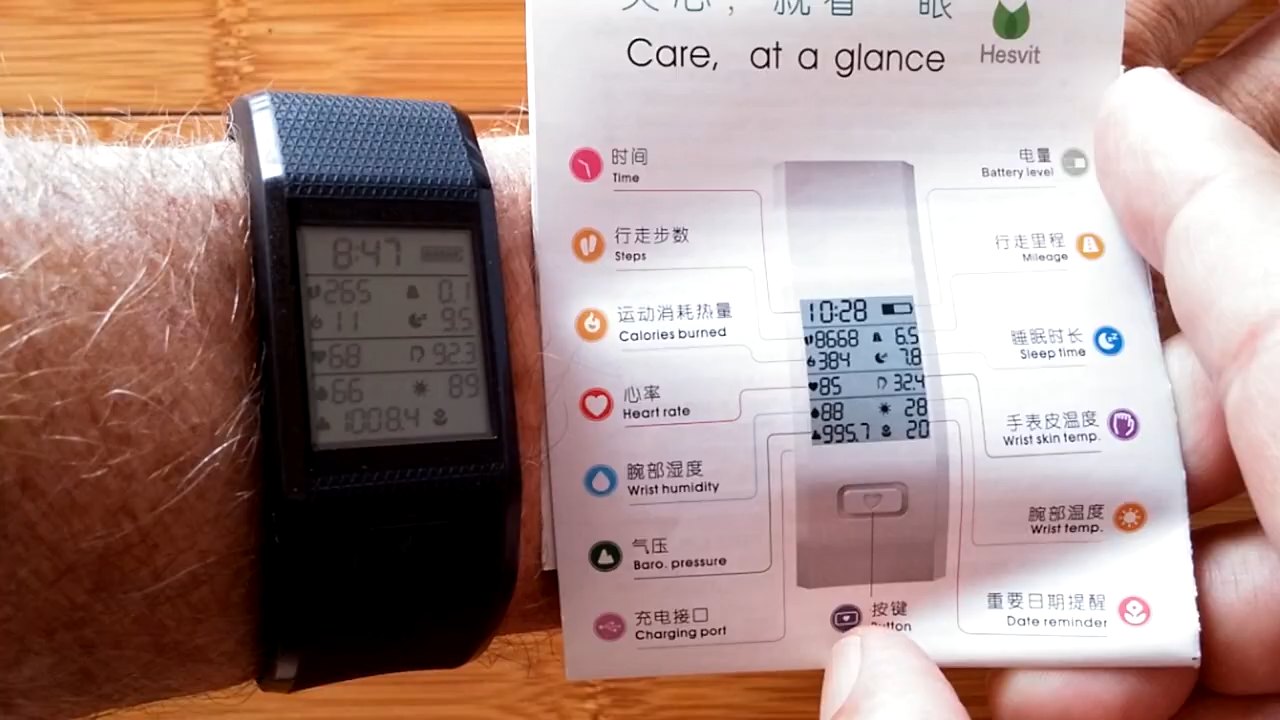 Care, at a glance
Hesvit
8:47
265 0.1
11 9.5
68 92.3
66 89
1008.4
时间
Time
行走步数
Steps
运动消耗热量
Calories burned
心率
Heart rate
腕部湿度
Wrist humidity
气压
Baro. pressure
充电接口
Charging port
10:28
8668 6.5
384 7.8
85 32.4
88 28
995.7 20
按键
Button
电量
Battery level
行走里程
Mileage
睡眠时长
Sleep time
手表皮温度
Wrist skin temp.
腕部温度
Wrist temp.
重要日期提醒
Date reminder